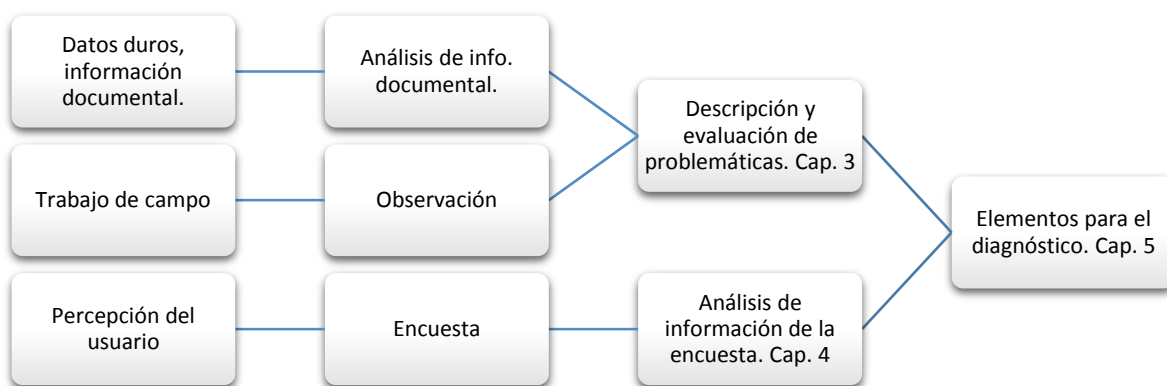 Datos duros,
información
documental.
Análisis de info.
documental.
Descripción y
evaluación de
problemáticas. Cap. 3
Trabajo de campo
Observación
Elementos para el
diagnóstico. Cap. 5
Percepción del
usuario
Encuesta
Análisis de
información de la
encuesta. Cap. 4